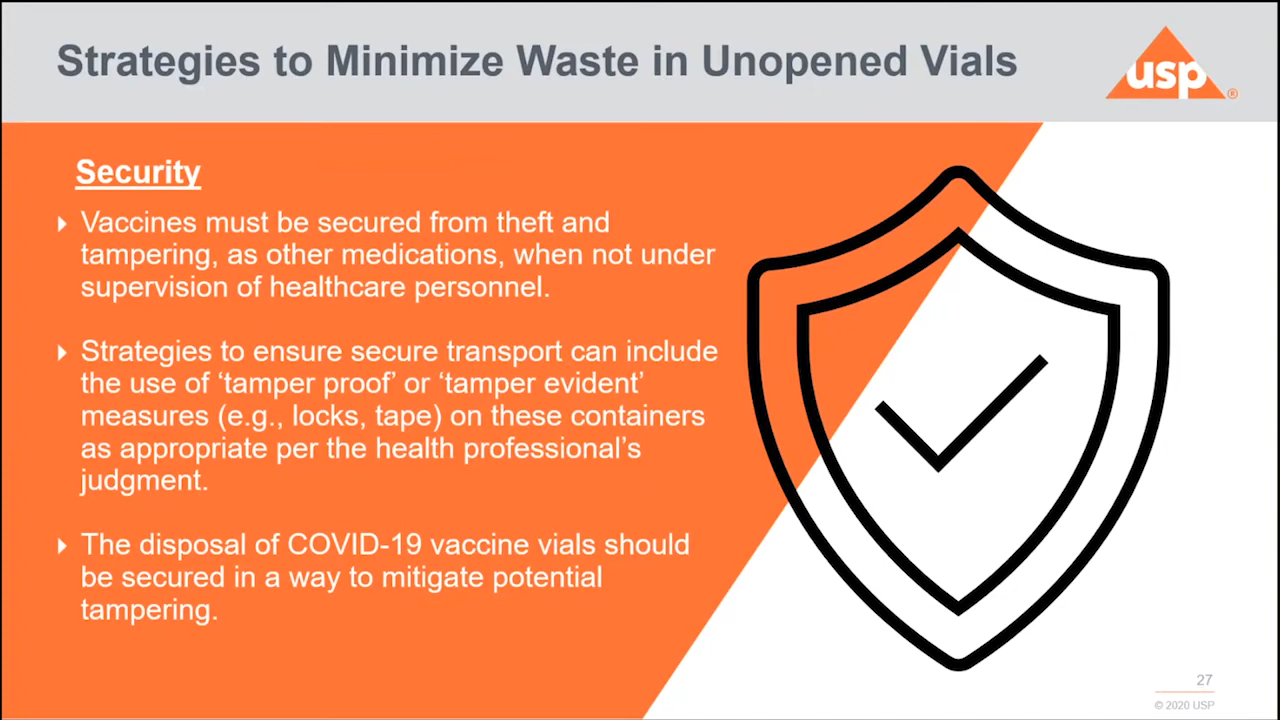 Strategies to Minimize Waste in Unopened Vials
usp®
Security
Vaccines must be secured from theft and
tampering, as other medications, when not under
supervision of healthcare personnel.
Strategies to ensure secure transport can include
the use of ‘tamper proof’ or ‘tamper evident’
measures (e.g., locks, tape) on these containers
as appropriate per the health professional’s
judgment.
The disposal of COVID-19 vaccine vials should
be secured in a way to mitigate potential
tampering.
27
© 2020 USP